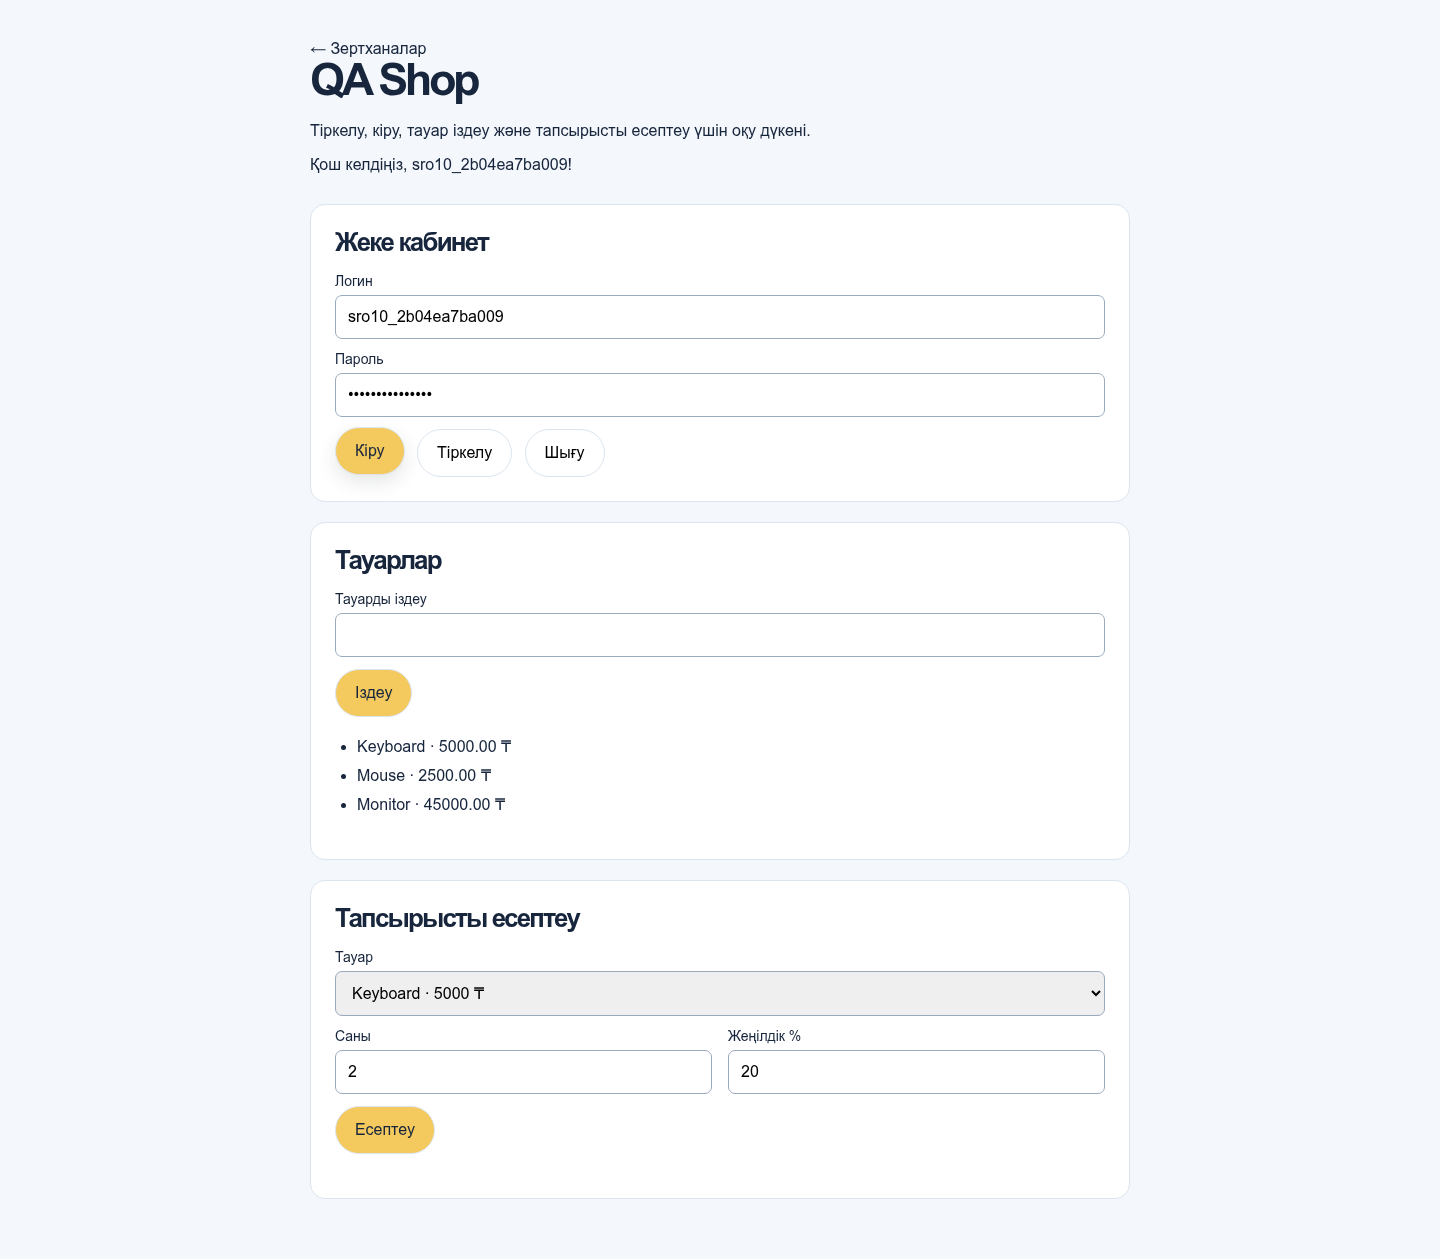 ← Зертханалар
QA Shop
Тіркелу, кіру, тауар іздеу және тапсырысты есептеу үшін оқу дүкені.
Қош келдіңіз, sro10_2b04ea7ba009!
Жеке кабинет
Логин
sro10_2b04ea7ba009
Пароль
•••••••••••••••
Кіру Тіркелу Шығу
Тауарлар
Тауарды іздеу
Іздеу
• Keyboard · 5000.00 ₸
• Mouse · 2500.00 ₸
• Monitor · 45000.00 ₸
Тапсырысты есептеу
Тауар
Keyboard · 5000 ₸
Саны Жеңілдік %
2 20
Есептеу